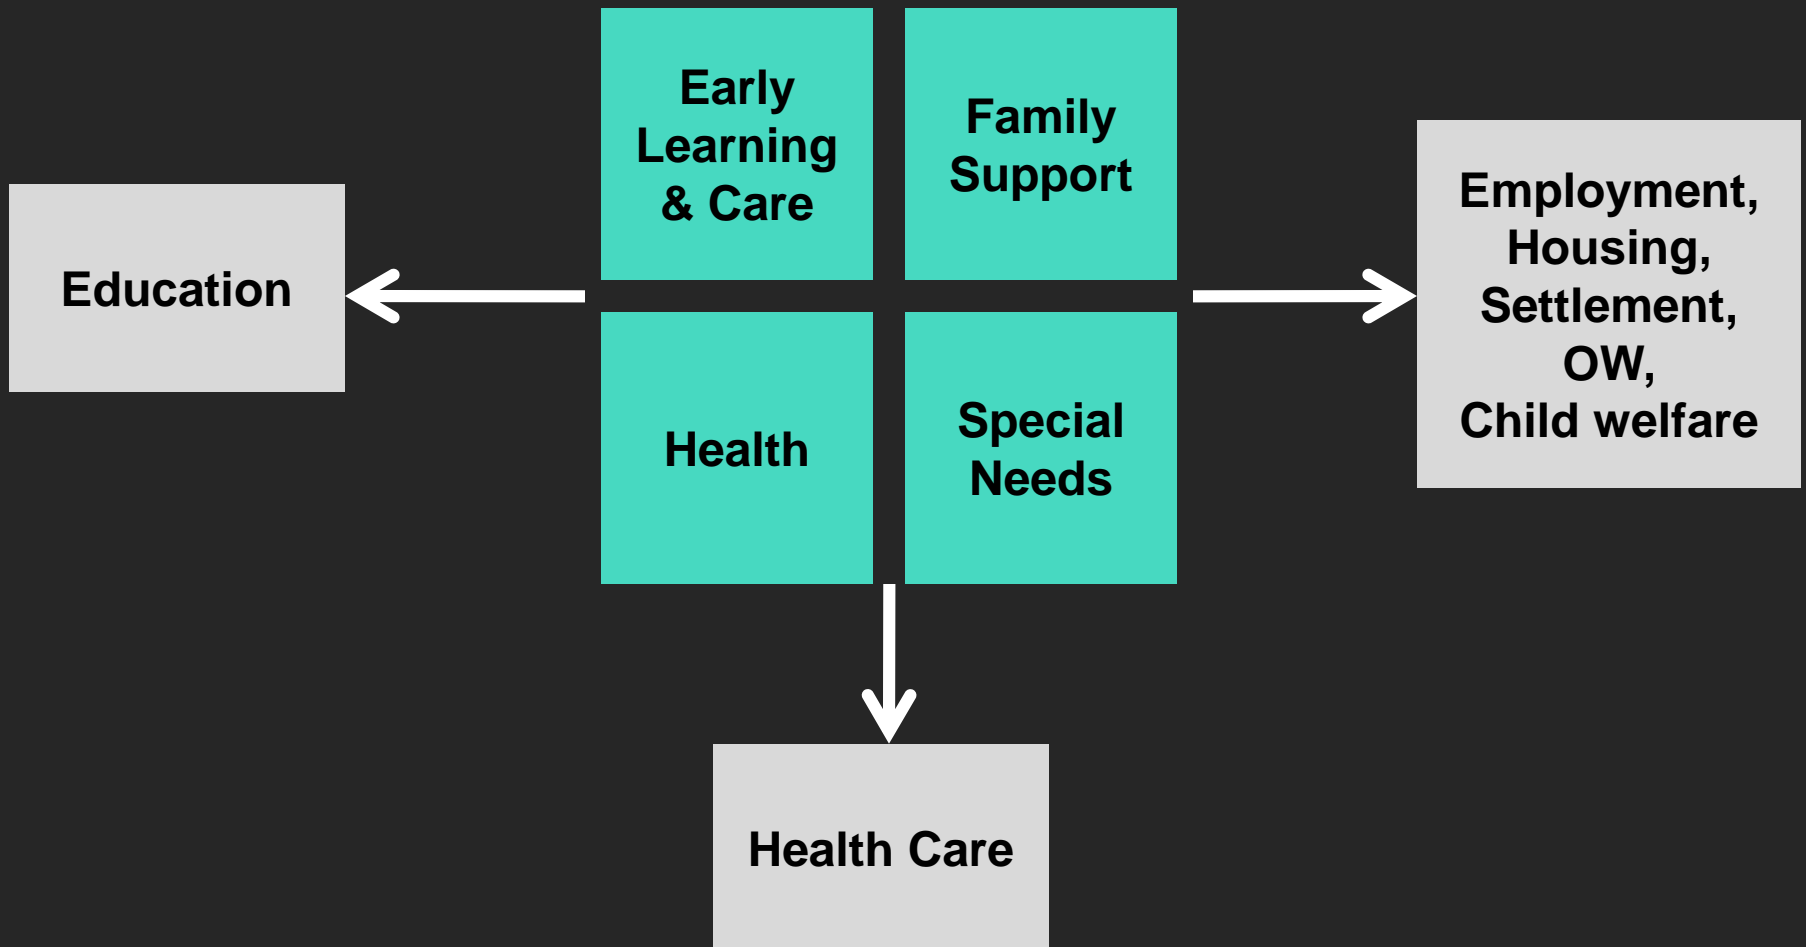 Early
Learning
& Care
Family
Support
Education
Employment,
Housing,
Settlement,
OW,
Child welfare
Health
Special
Needs
Health Care